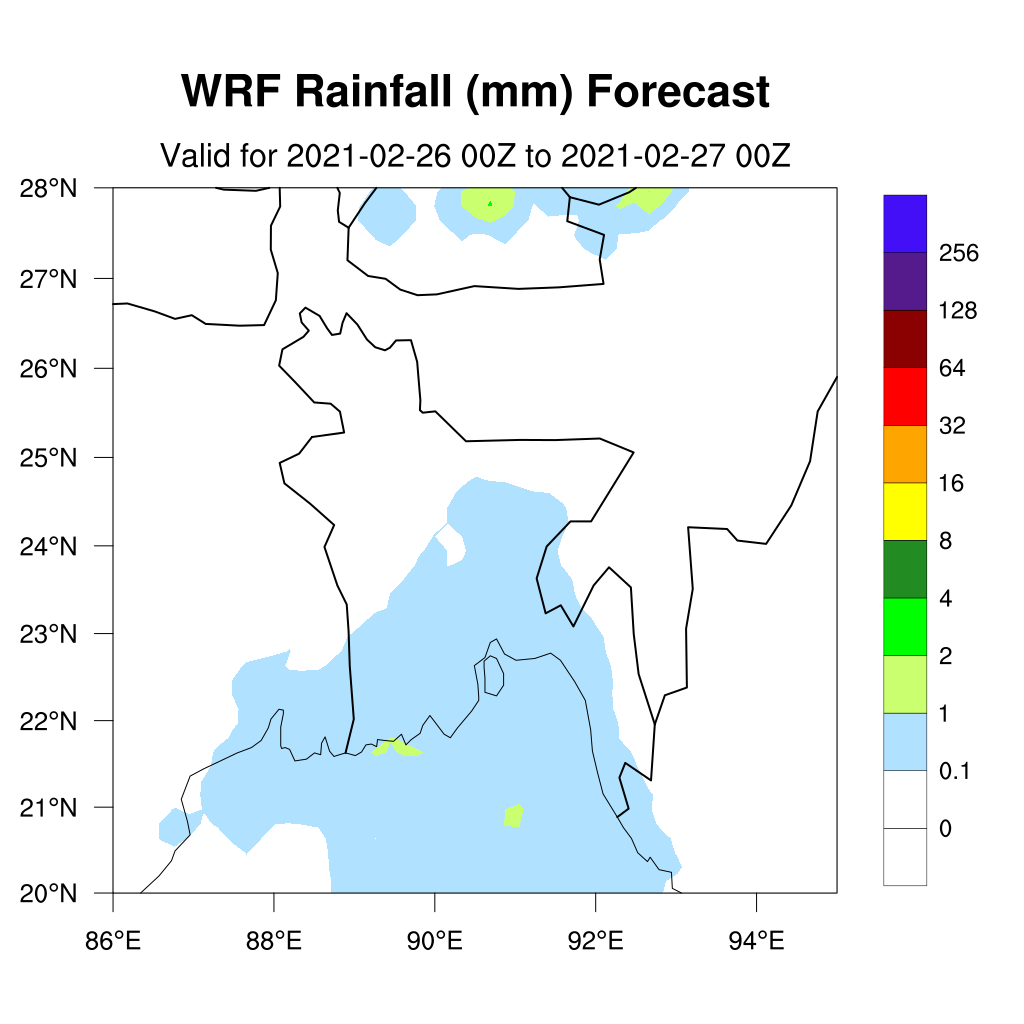 WRF Rainfall (mm) Forecast
Valid for 2021-02-26 00Z to 2021-02-27 00Z
28°N
27°N
26°N
25°N
24°N
23°N
22°N
21°N
20°N
86°E 88°E 90°E 92°E 94°E
256
128
64
32
16
8
4
2
1
0.1
0